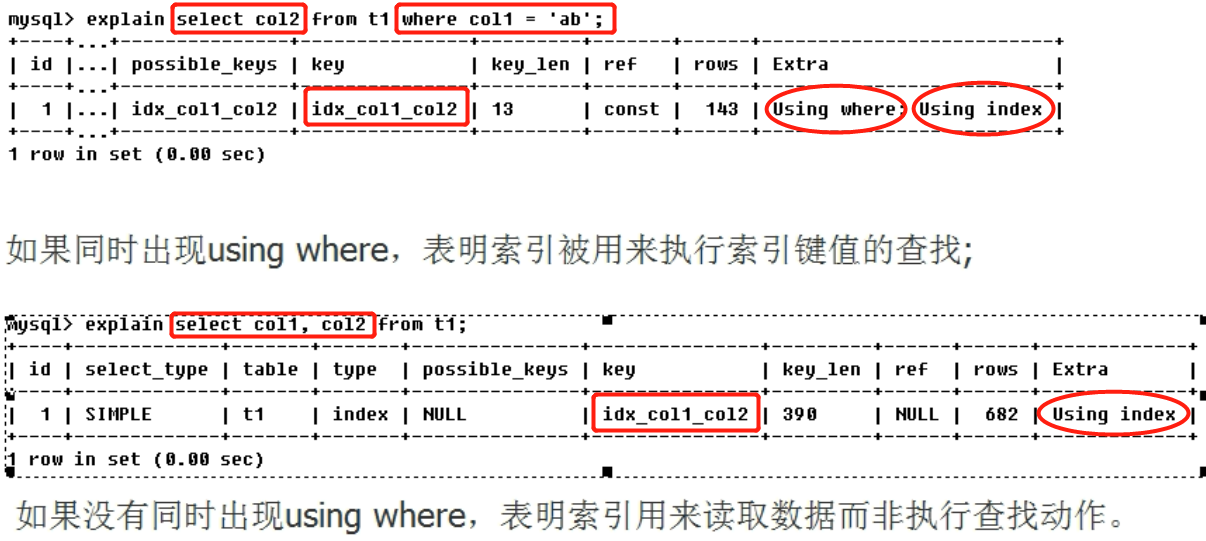 mysql> explain select col2 from t1 where col1 = 'ab';
+----+...+---------------+---------------+---------+-------+------+--------------------------+
| id |...| possible_keys | key | key_len | ref | rows | Extra |
+----+...+---------------+---------------+---------+-------+------+--------------------------+
| 1 |...| idx_col1_col2 | idx_col1_col2 | 13 | const | 143 | Using where; Using index |
+----+...+---------------+---------------+---------+-------+------+--------------------------+
1 row in set (0.00 sec)
如果同时出现using where，表明索引被用来执行索引键值的查找;
mysql> explain select col1, col2 from t1;
+----+-------------+-------+-------+---------------+---------------+---------+------+------+-------------+
| id | select_type | table | type | possible_keys | key | key_len | ref | rows | Extra |
+----+-------------+-------+-------+---------------+---------------+---------+------+------+-------------+
| 1 | SIMPLE | t1 | index | NULL | idx_col1_col2 | 390 | NULL | 682 | Using index |
+----+-------------+-------+-------+---------------+---------------+---------+------+------+-------------+
1 row in set (0.00 sec)
如果没有同时出现using where，表明索引用来读取数据而非执行查找动作。